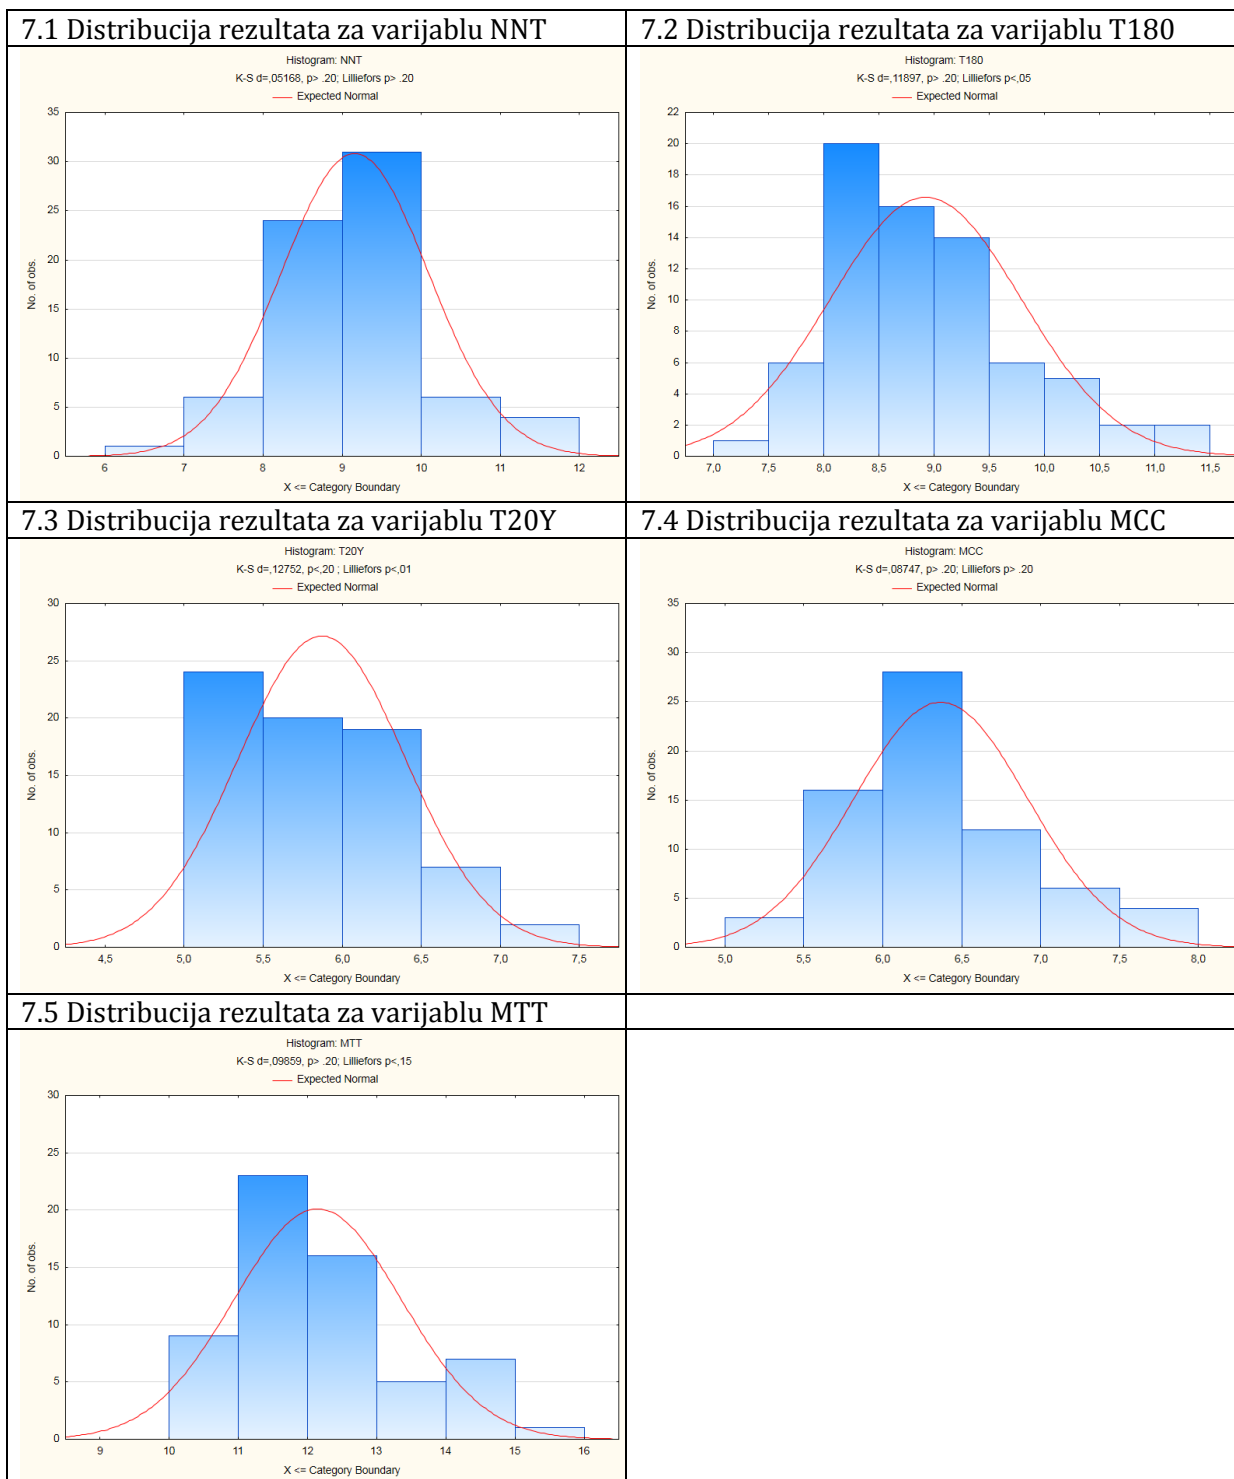 7.1 Distribucija rezultata za varijablu NNT
Histogram: NNT
K-S d=,05168, p> .20; Lilliefors p> .20
Expected Normal
35
30
25
20
15
10
5
0
No. of obs.
6 7 8 9 10 11 12
X <= Category Boundary
7.2 Distribucija rezultata za varijablu T180
Histogram: T180
K-S d=,11897, p> .20; Lilliefors p<,05
Expected Normal
22
20
18
16
14
12
10
8
6
4
2
0
No. of obs.
7,0 7,5 8,0 8,5 9,0 9,5 10,0 10,5 11,0 11,5
X <= Category Boundary
7.3 Distribucija rezultata za varijablu T20Y
Histogram: T20Y
K-S d=,12752, p<,20 ; Lilliefors p<,01
Expected Normal
30
25
20
15
10
5
0
No. of obs.
4,5 5,0 5,5 6,0 6,5 7,0 7,5
X <= Category Boundary
7.4 Distribucija rezultata za varijablu MCC
Histogram: MCC
K-S d=,08747, p> .20; Lilliefors p> .20
Expected Normal
35
30
25
20
15
10
5
0
No. of obs.
5,0 5,5 6,0 6,5 7,0 7,5 8,0
X <= Category Boundary
7.5 Distribucija rezultata za varijablu MTT
Histogram: MTT
K-S d=,09859, p> .20; Lilliefors p<,15
Expected Normal
30
25
20
15
10
5
0
No. of obs.
9 10 11 12 13 14 15 16
X <= Category Boundary